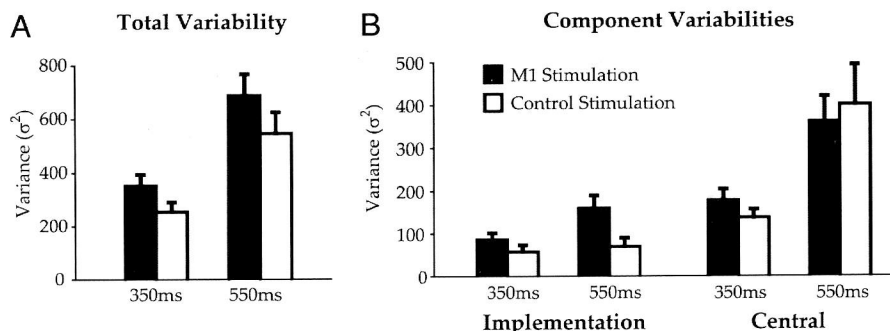 A Total Variability
Variance (σ²)
800
600
400
200
0
350ms 550ms
B Component Variabilities
M1 Stimulation
Control Stimulation
Variance (σ²)
500
400
300
200
100
0
350ms 550ms 350ms 550ms
Implementation Central